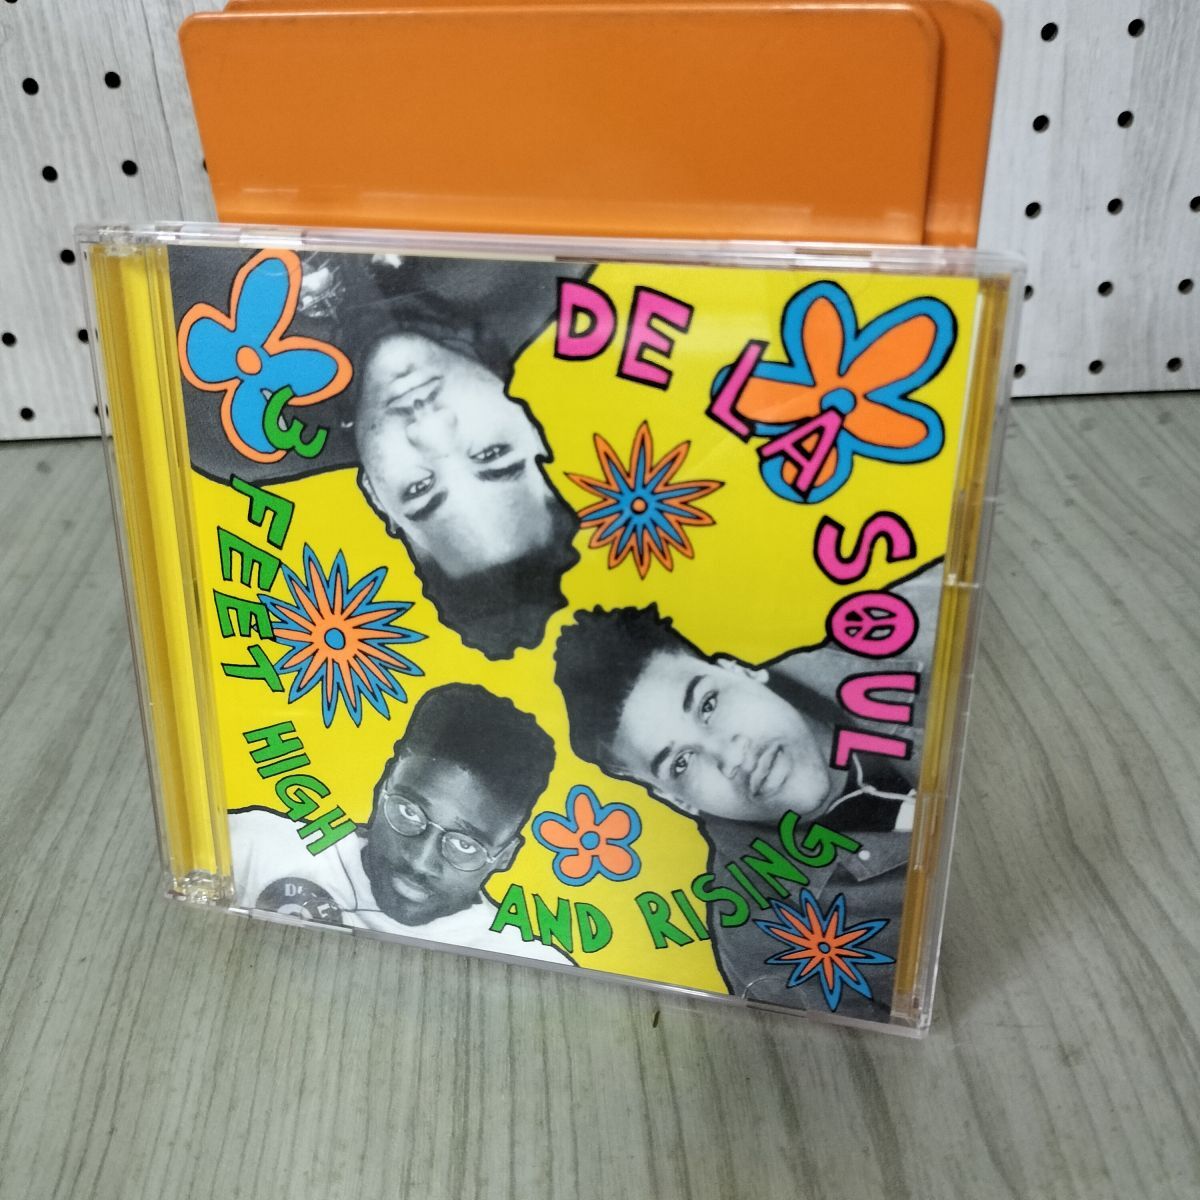 DE LA SOUL
3 FEET HIGH
AND RISING